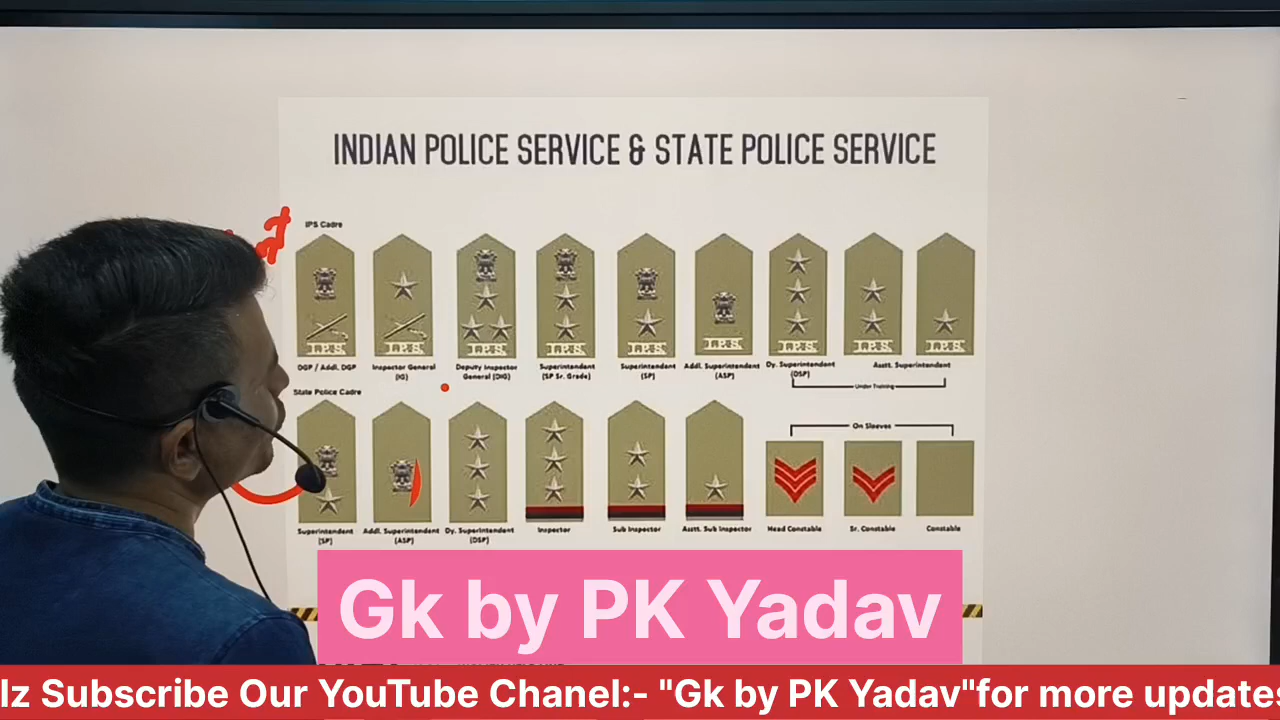 INDIAN POLICE SERVICE & STATE POLICE SERVICE
IPS Cadre
I.P.S I.P.S I.P.S I.P.S I.P.S I.P.S I.P.S I.P.S I.P.S
DGP / Addl. DGP
Inspector General (IG)
Deputy Inspector General (DIG)
Superintendent (SP Sr. Grade)
Superintendent (SP)
Addl. Superintendent (ASP)
Dy. Superintendent (DSP)
Asstt. Superintendent
Under Training
State Police Cadre
On Sleeves
Superintendent (SP)
Addl. Superintendent (ASP)
Dy. Superintendent (DSP)
Inspector
Sub Inspector
Asstt. Sub Inspector
Head Constable
Sr. Constable
Constable
Gk by PK Yadav
lz Subscribe Our YouTube Chanel:- "Gk by PK Yadav"for more updates